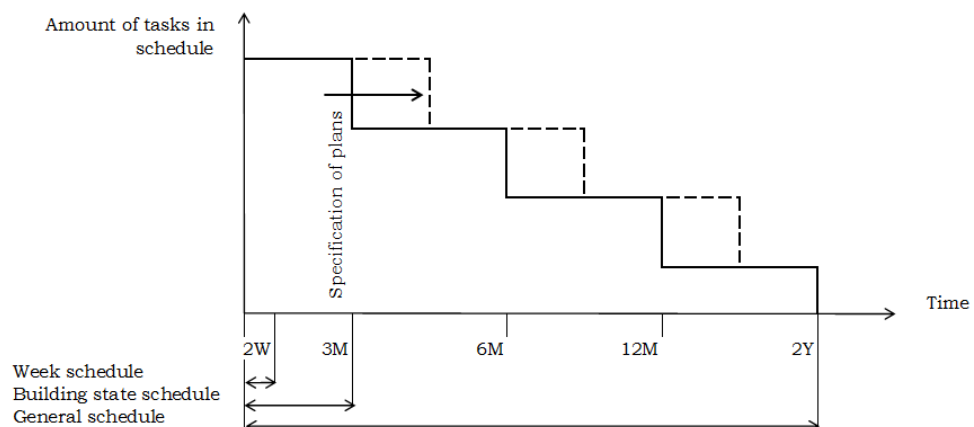 Amount of tasks in
schedule
Specification of plans
Time
2W
3M
6M
12M
2Y
Week schedule
Building state schedule
General schedule